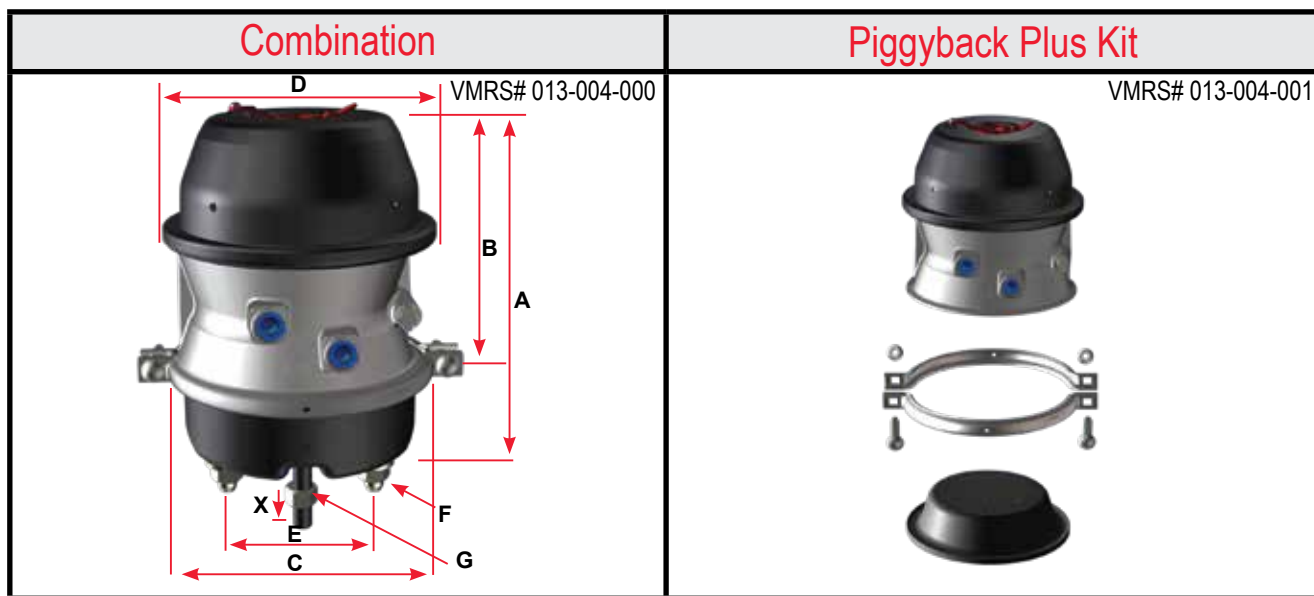 Combination
Piggyback Plus Kit
D
VMRS# 013-004-000
VMRS# 013-004-001
B
A
X
F
E
C
G